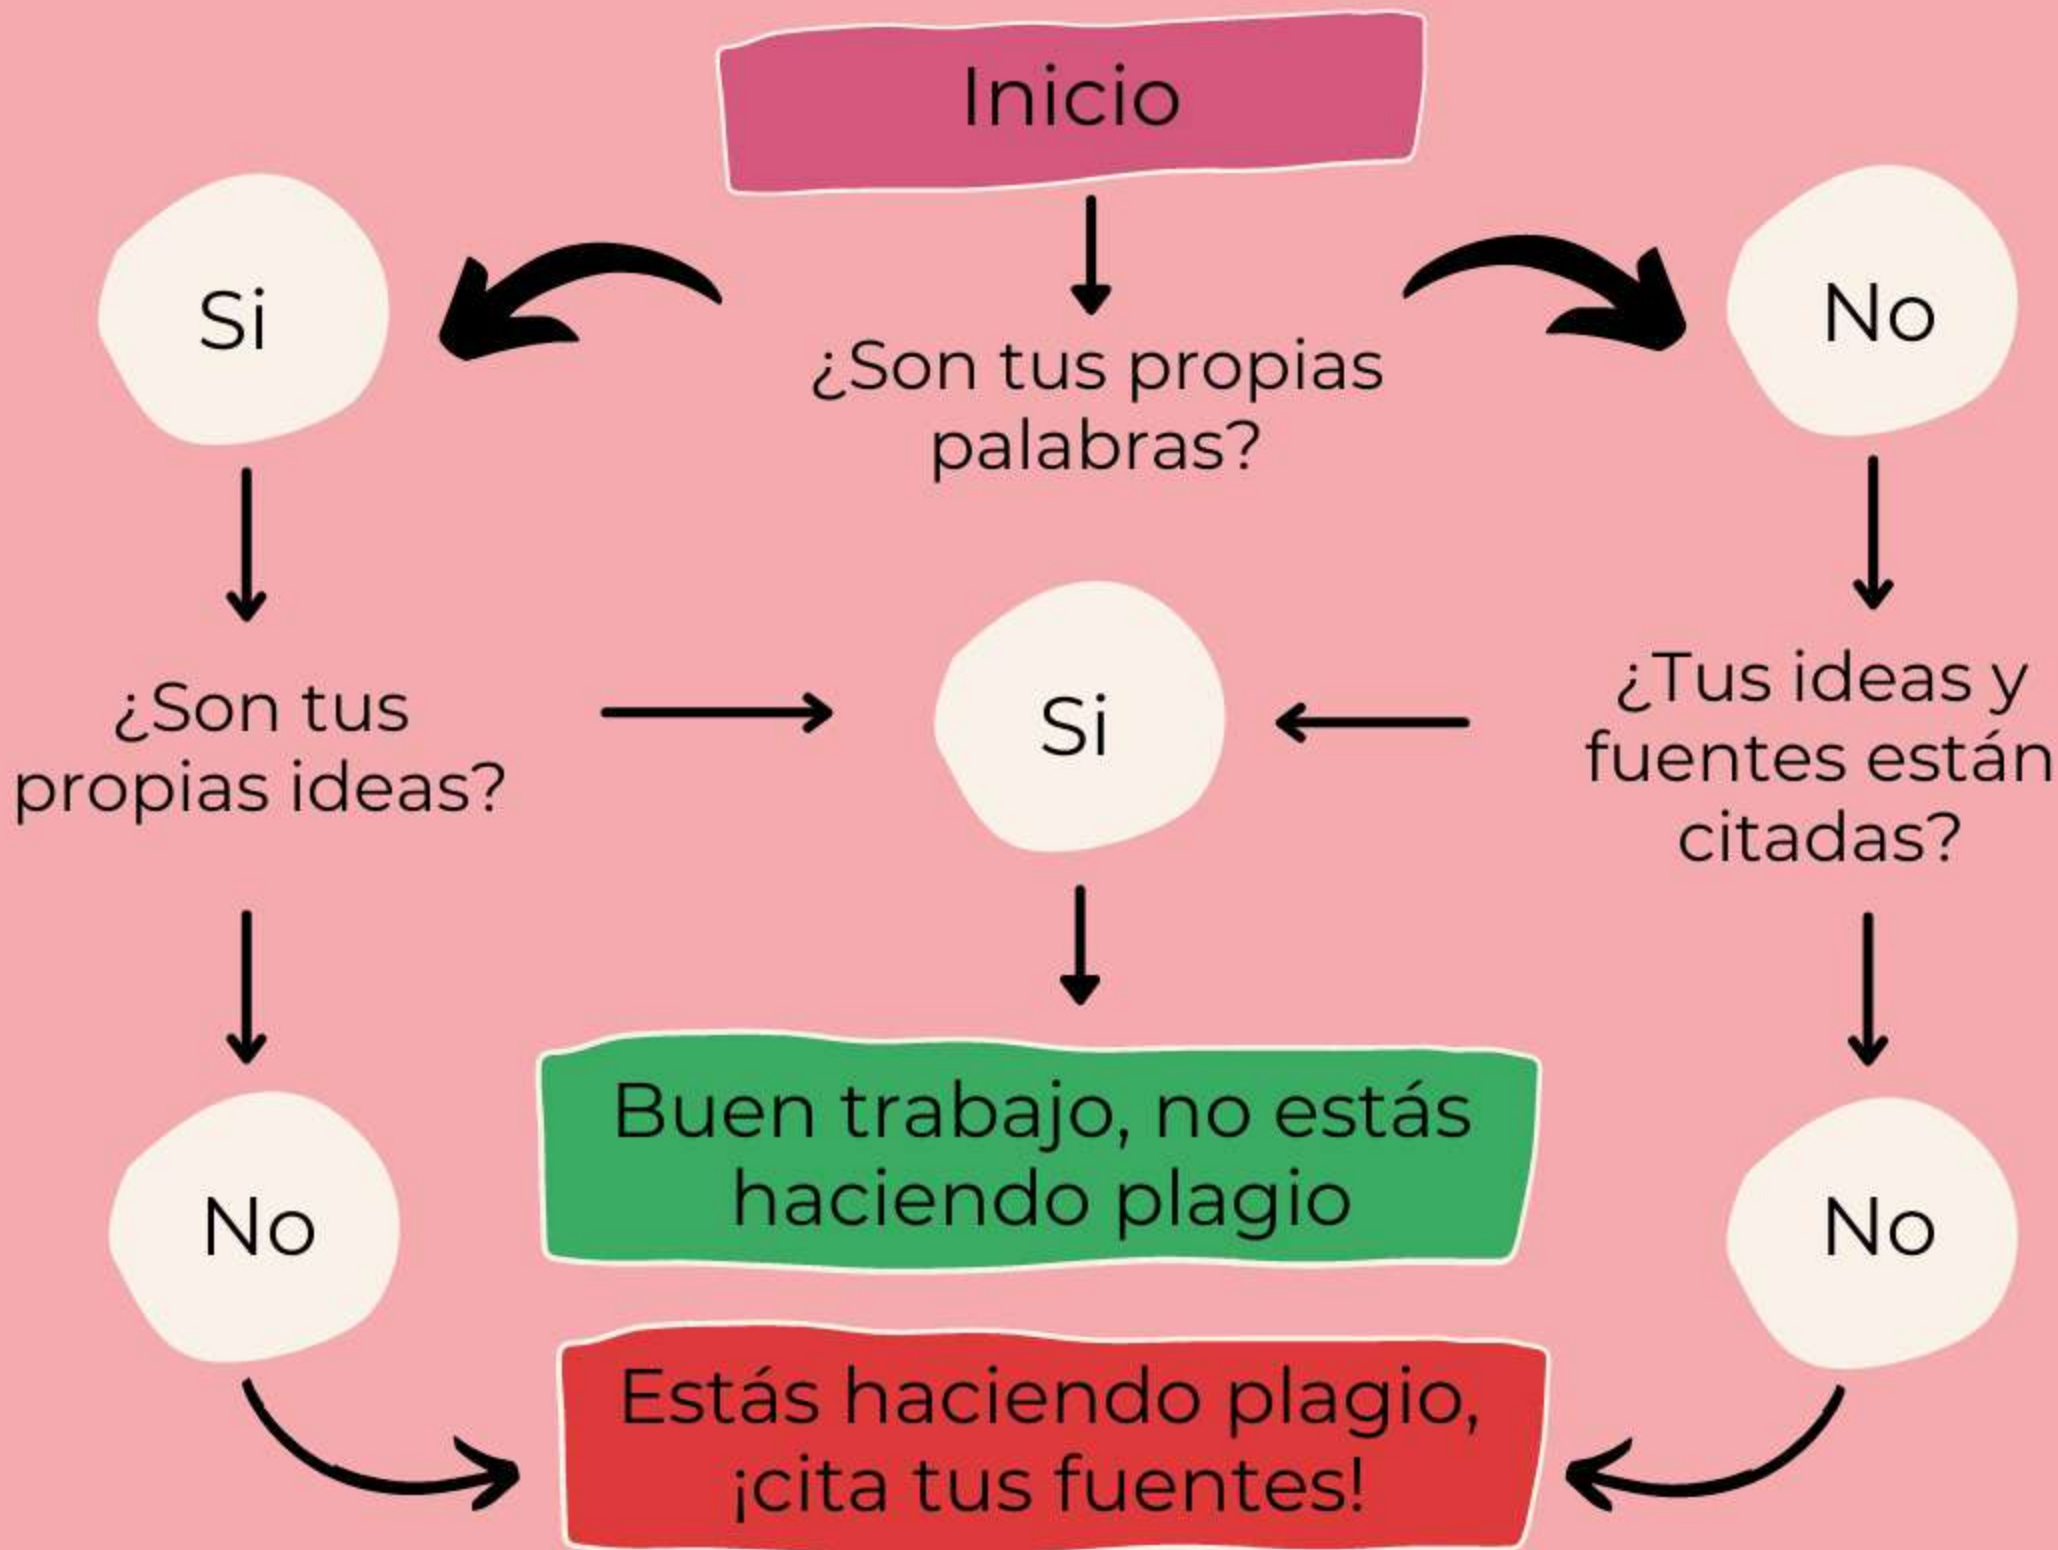 Inicio
Si
No
¿Son tus propias
palabras?
¿Son tus
propias ideas?
Si
¿Tus ideas y
fuentes están
citadas?
No
Buen trabajo, no estás
haciendo plagio
No
Estás haciendo plagio,
¡cita tus fuentes!